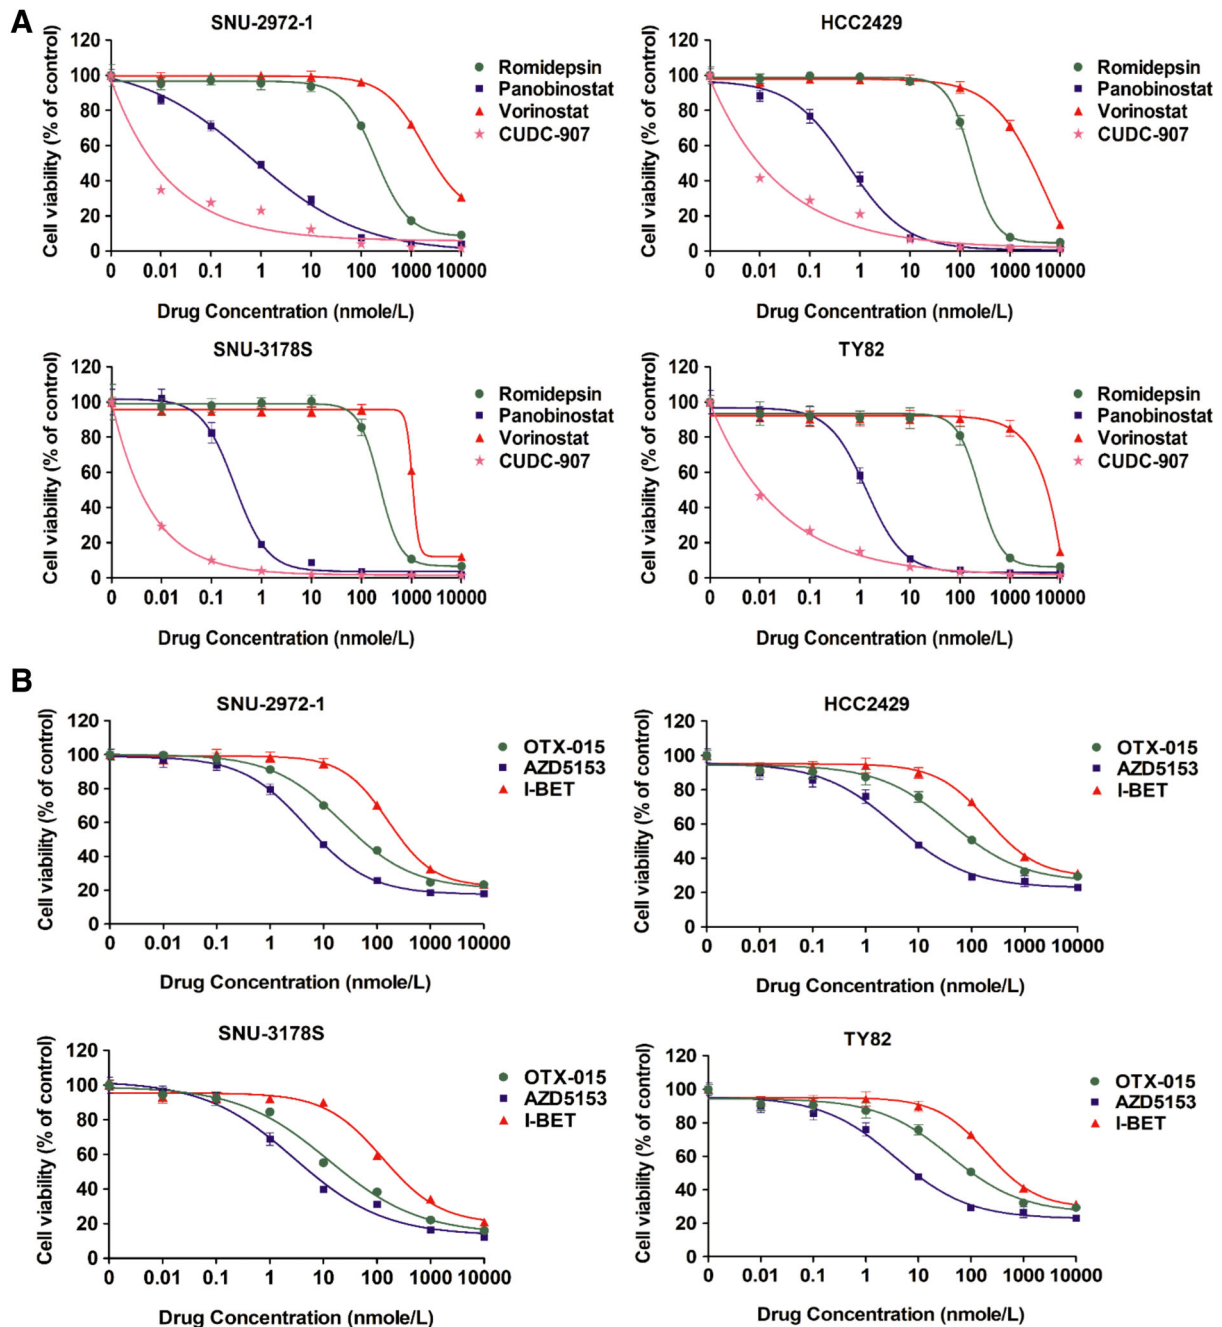 A
SNU-2972-1
Cell viability (% of control)
120
100
80
60
40
20
0
0 0.01 0.1 1 10 100 1000 10000
Drug Concentration (nmole/L)
Romidepsin
Panobinostat
Vorinostat
CUDC-907
HCC2429
Cell viability (% of control)
120
100
80
60
40
20
0
0 0.01 0.1 1 10 100 1000 10000
Drug Concentration (nmole/L)
Romidepsin
Panobinostat
Vorinostat
CUDC-907
SNU-3178S
Cell viability (% of control)
120
100
80
60
40
20
0
0 0.01 0.1 1 10 100 1000 10000
Drug Concentration (nmole/L)
Romidepsin
Panobinostat
Vorinostat
CUDC-907
TY82
Cell viability (% of control)
120
100
80
60
40
20
0
0 0.01 0.1 1 10 100 1000 10000
Drug Concentration (nmole/L)
Romidepsin
Panobinostat
Vorinostat
CUDC-907
B
SNU-2972-1
Cell viability (% of control)
120
100
80
60
40
20
0
0 0.01 0.1 1 10 100 1000 10000
Drug Concentration (nmole/L)
OTX-015
AZD5153
I-BET
HCC2429
Cell viability (% of control)
120
100
80
60
40
20
0
0 0.01 0.1 1 10 100 1000 10000
Drug Concentration (nmole/L)
OTX-015
AZD5153
I-BET
SNU-3178S
Cell viability (% of control)
120
100
80
60
40
20
0
0 0.01 0.1 1 10 100 1000 10000
Drug Concentration (nmole/L)
OTX-015
AZD5153
I-BET
TY82
Cell viability (% of control)
120
100
80
60
40
20
0
0 0.01 0.1 1 10 100 1000 10000
Drug Concentration (nmole/L)
OTX-015
AZD5153
I-BET